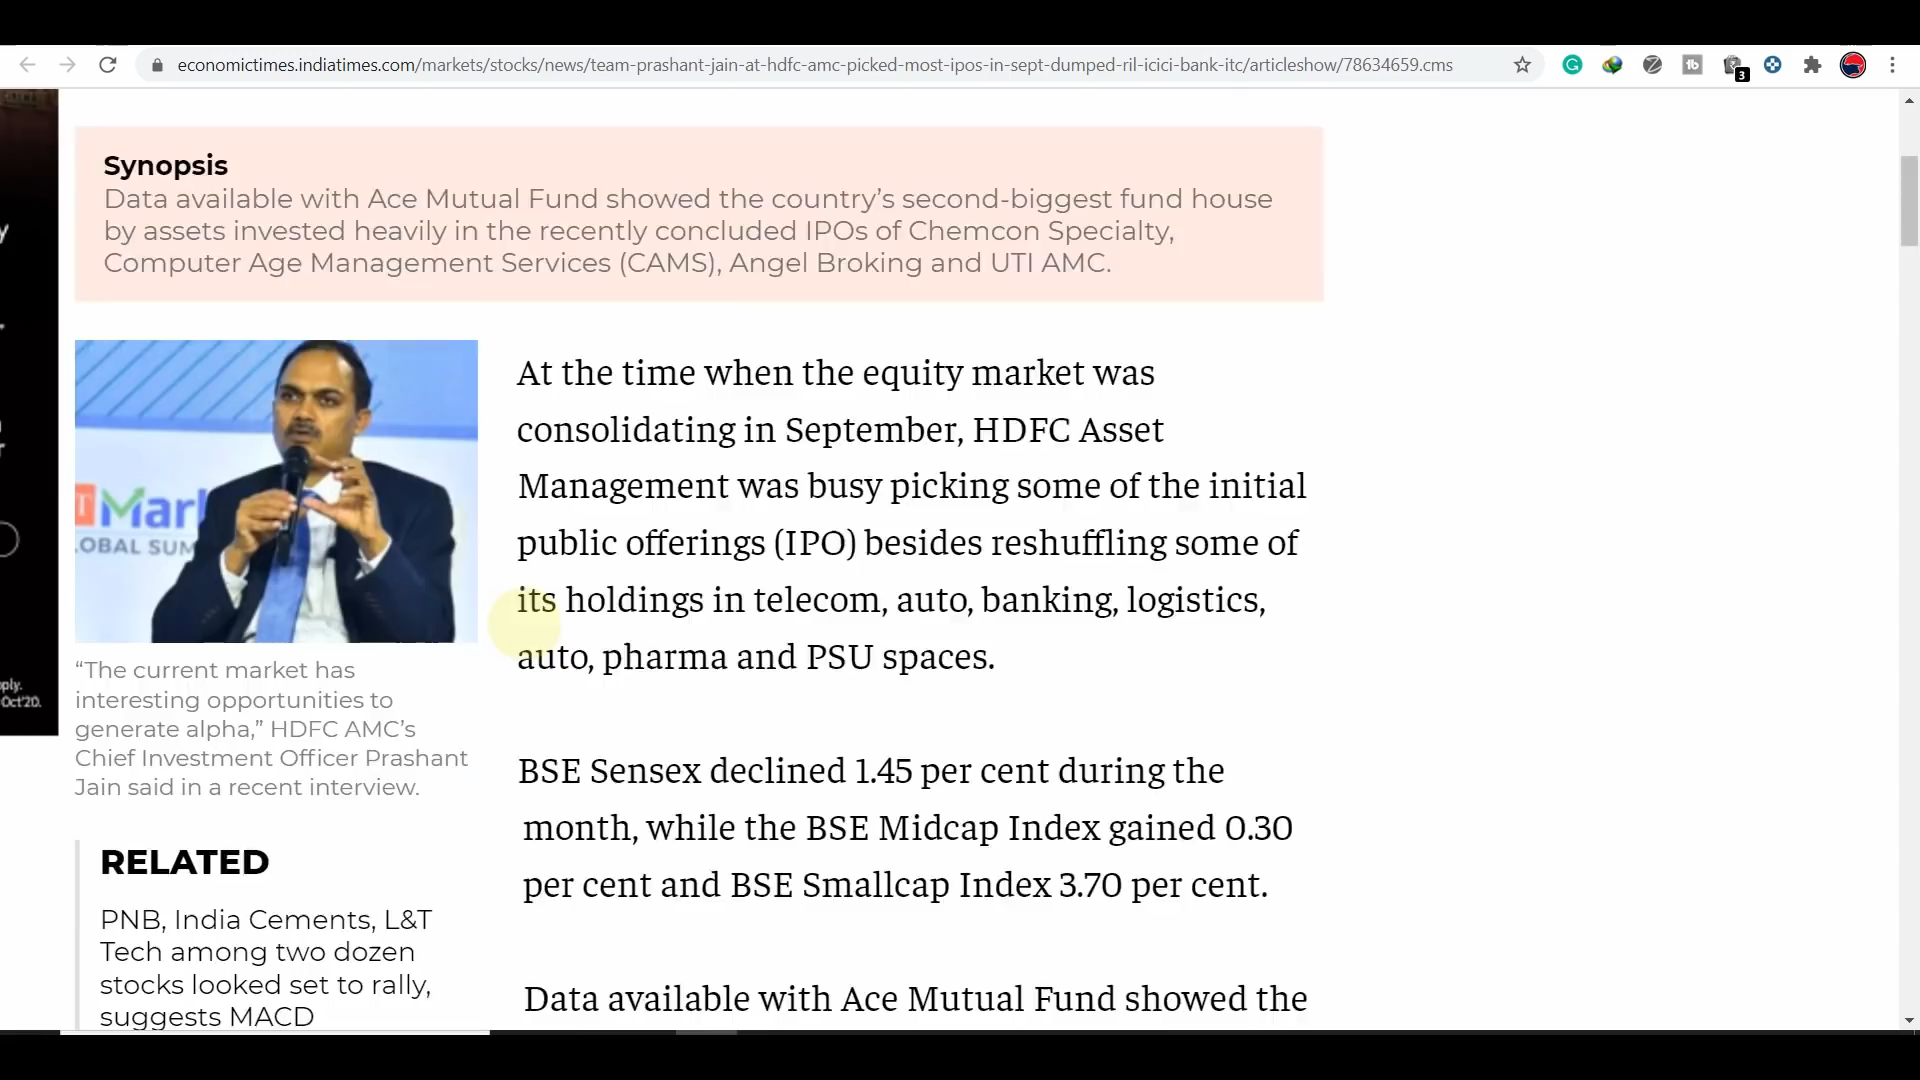 economictimes.indiatimes.com/markets/stocks/news/team-prashant-jain-at-hdfc-amc-picked-most-ipos-in-sept-dumped-ril-icici-bank-itc/articleshow/78634659.cms
3
Synopsis
Data available with Ace Mutual Fund showed the country’s second-biggest fund house
by assets invested heavily in the recently concluded IPOs of Chemcon Specialty,
Computer Age Management Services (CAMS), Angel Broking and UTI AMC.
T Mark
OBAL SUM
“The current market has
interesting opportunities to
generate alpha,” HDFC AMC’s
Chief Investment Officer Prashant
Jain said in a recent interview.
RELATED
PNB, India Cements, L&T
Tech among two dozen
stocks looked set to rally,
suggests MACD
At the time when the equity market was
consolidating in September, HDFC Asset
Management was busy picking some of the initial
public offerings (IPO) besides reshuffling some of
its holdings in telecom, auto, banking, logistics,
auto, pharma and PSU spaces.
BSE Sensex declined 1.45 per cent during the
month, while the BSE Midcap Index gained 0.30
per cent and BSE Smallcap Index 3.70 per cent.
Data available with Ace Mutual Fund showed the
ply.
Oct'20.